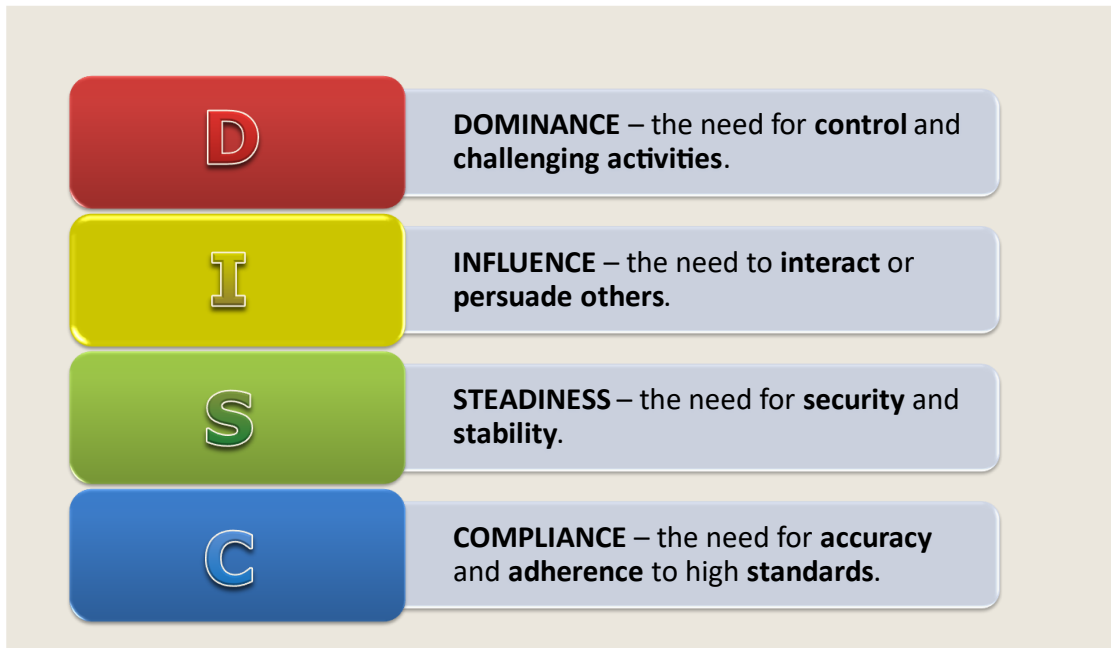 D
DOMINANCE – the need for control and
challenging activities.
I
INFLUENCE – the need to interact or
persuade others.
S
STEADINESS – the need for security and
stability.
C
COMPLIANCE – the need for accuracy
and adherence to high standards.